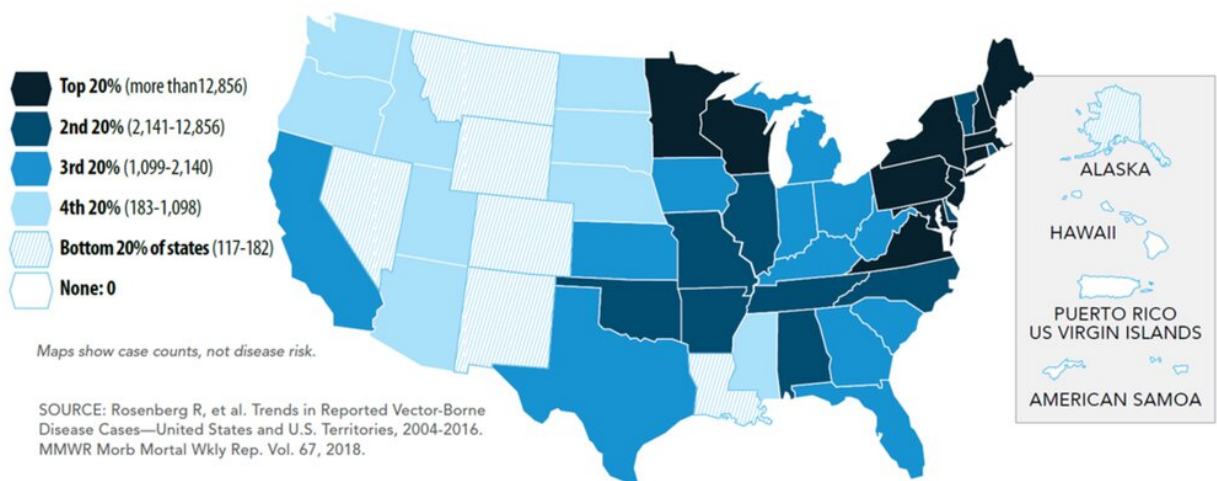 Top 20% (more than12,856)
2nd 20% (2,141-12,856)
3rd 20% (1,099-2,140)
4th 20% (183-1,098)
Bottom 20% of states (117-182)
None: 0
Maps show case counts, not disease risk.
SOURCE: Rosenberg R, et al. Trends in Reported Vector-Borne
Disease Cases—United States and U.S. Territories, 2004-2016.
MMWR Morb Mortal Wkly Rep. Vol. 67, 2018.
ALASKA
HAWAII
PUERTO RICO
US VIRGIN ISLANDS
AMERICAN SAMOA